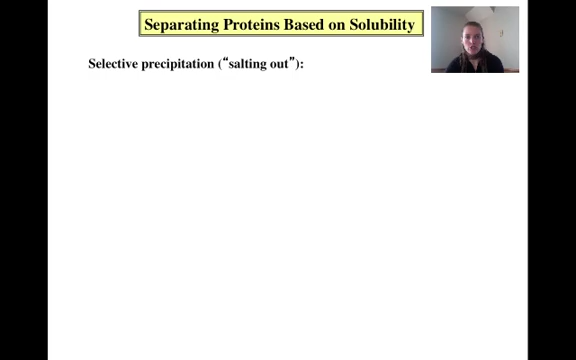 Separating Proteins Based on Solubility
Selective precipitation (“salting out”):